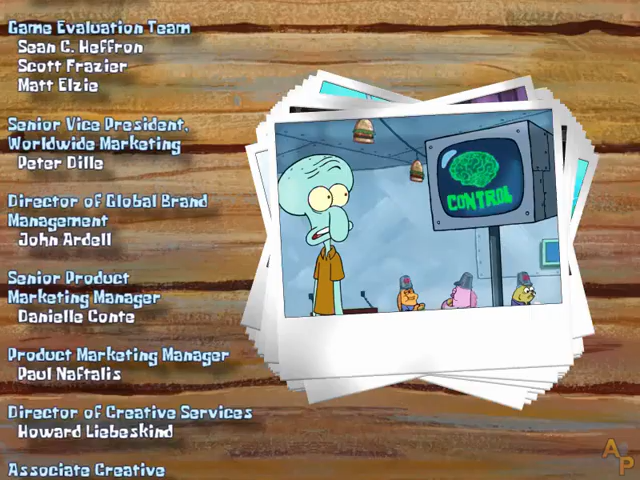 Game Evaluation Team
Sean C. Heffron
Scott Frazier
Matt Elzie
Senior Vice President,
Worldwide Marketing
Peter Dille
Director of Global Brand
Management
John Ardell
Senior Product
Marketing Manager
Danielle Conte
Product Marketing Manager
Paul Naftalis
Director of Creative Services
Howard Liebeskind
Associate Creative
CONTROL
AP